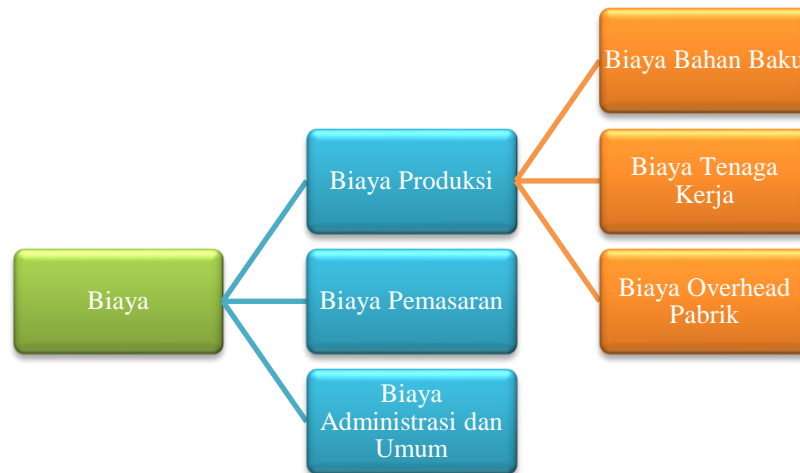 Biaya
Biaya Produksi
Biaya Pemasaran
Biaya
Administrasi dan
Umum
Biaya Bahan Baku
Biaya Tenaga
Kerja
Biaya Overhead
Pabrik